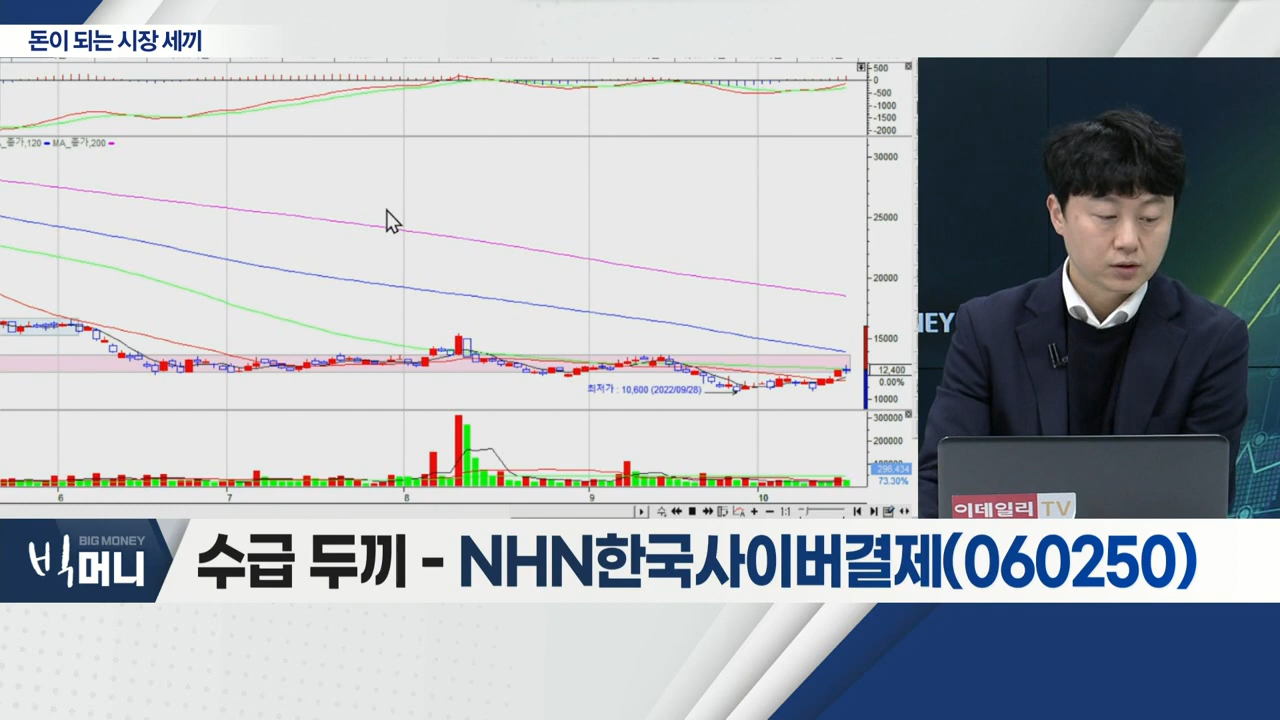 돈이 되는 시장 세끼
500
0
-500
-1000
-1500
-2000
_종가,120 MA_종가,200
30000
25000
20000
15000
12,400
0.00%
10000
최저가 : 10,600 (2022/09/28)
300000
200000
296,434
73.30%
6 7 8 9 10
1:1
NEY
이데일리 TV
빅머니
BIG MONEY
수급 두끼 - NHN한국사이버결제(060250)